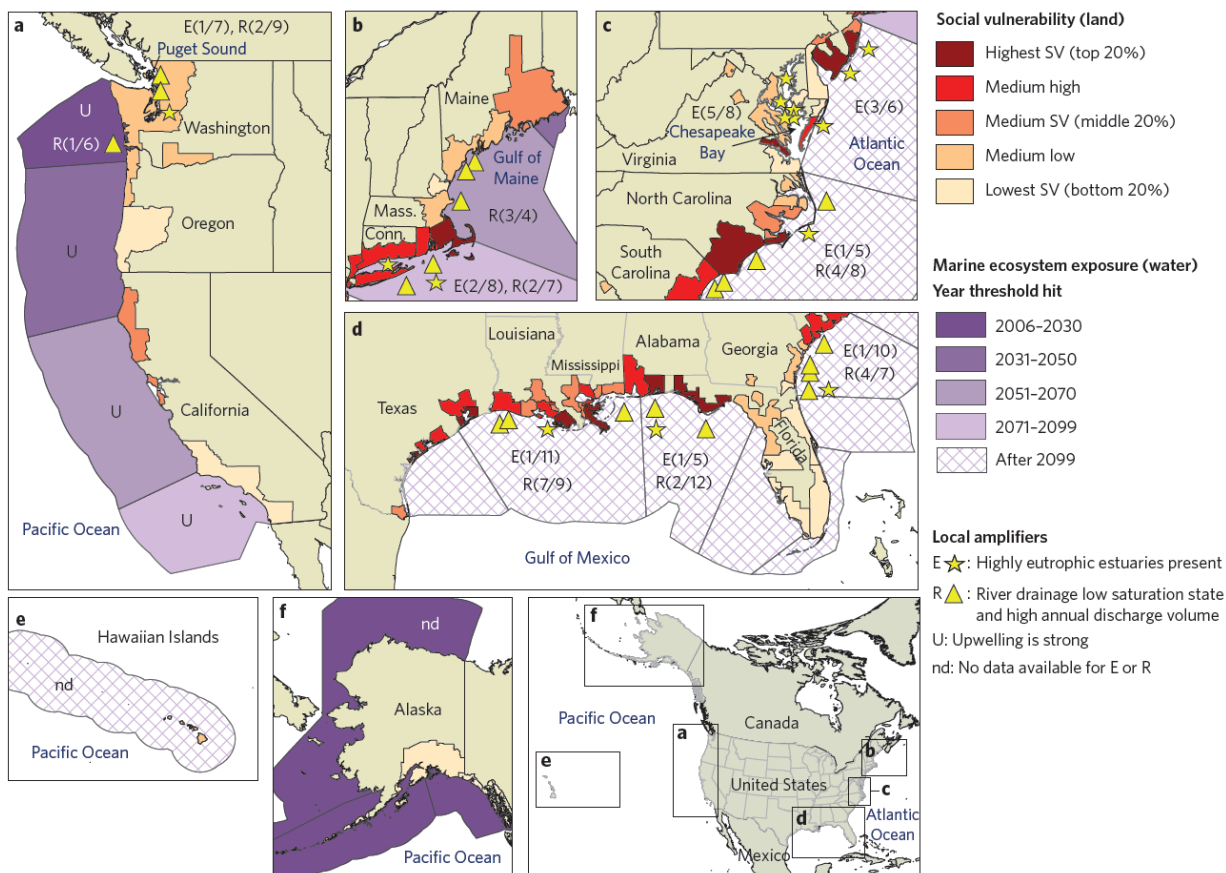 a
E(1/7), R(2/9)
Puget Sound
U
R(1/6)
Washington
U
Oregon
U
California
U
Pacific Ocean
b
Maine
Gulf of
Maine
Mass.
R(3/4)
Conn.
E(2/8), R(2/7)
c
E(5/8)
Chesapeake
Bay
E(3/6)
Atlantic
Ocean
Virginia
North Carolina
South
Carolina
E(1/5)
R(4/8)
Social vulnerability (land)
Highest SV (top 20%)
Medium high
Medium SV (middle 20%)
Medium low
Lowest SV (bottom 20%)
Marine ecosystem exposure (water)
Year threshold hit
2006–2030
2031–2050
2051–2070
2071–2099
After 2099
Local amplifiers
E : Highly eutrophic estuaries present
R : River drainage low saturation state
and high annual discharge volume
U: Upwelling is strong
nd: No data available for E or R
d
Louisiana
Mississippi
Alabama
Georgia
E(1/10)
R(4/7)
Texas
Florida
E(1/11)
R(7/9)
E(1/5)
R(2/12)
Gulf of Mexico
e
Hawaiian Islands
nd
Pacific Ocean
f
nd
Alaska
Pacific Ocean
f
Pacific Ocean
Canada
a
b
e
United States
c
d
Atlantic
Ocean
Mexico